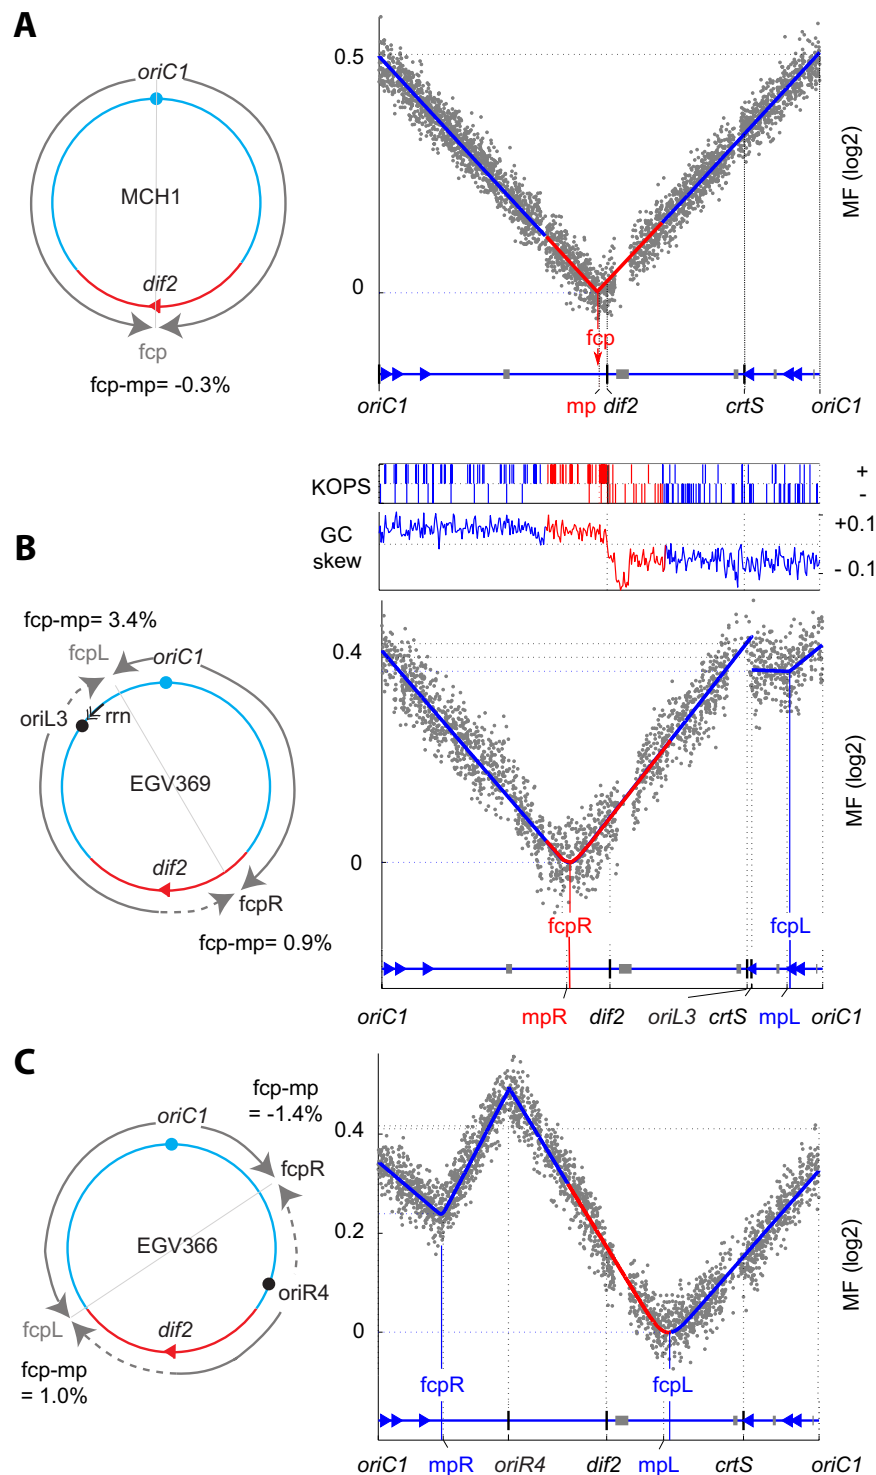 A
oriC1
MCH1
dif2
fcp
fcp-mp= -0.3%
0.5
0
MF (log2)
fcp
oriC1
mp
dif2
crtS
oriC1
KOPS
+
-
GC
skew
+0.1
- 0.1
B
fcp-mp= 3.4%
fcpL
oriC1
oriL3
rrn
EGV369
dif2
fcpR
fcp-mp= 0.9%
0.4
0
MF (log2)
fcpR
fcpL
oriC1
mpR
dif2
oriL3
crtS
mpL
oriC1
C
fcp-mp
= -1.4%
oriC1
fcpR
EGV366
oriR4
fcpL
dif2
fcp-mp
= 1.0%
0.4
0.2
0
MF (log2)
fcpR
fcpL
oriC1
mpR
oriR4
dif2
mpL
crtS
oriC1